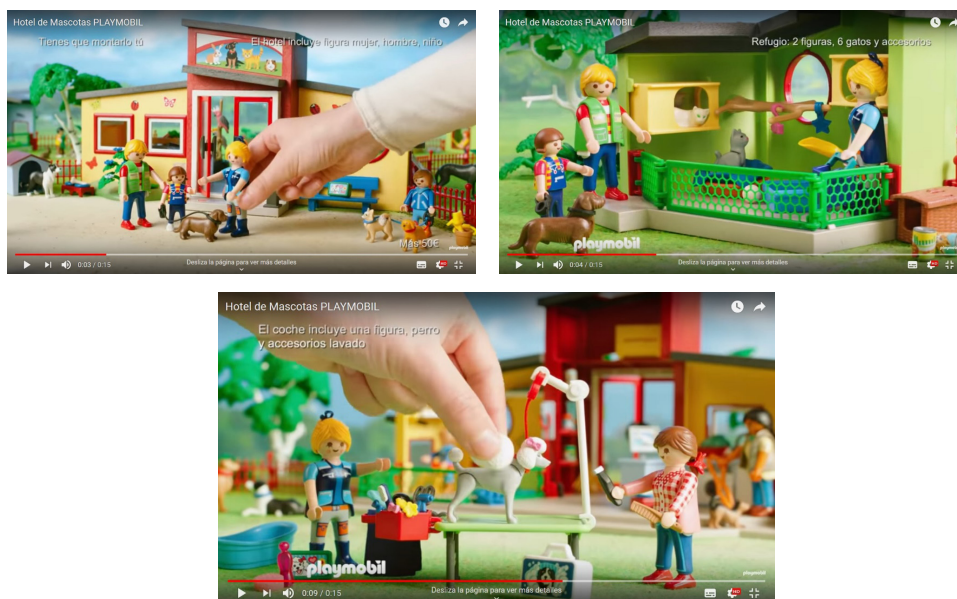 Hotel de Mascotas PLAYMOBIL
Tienes que montarlo tú
El hotel incluye figura mujer, hombre, niño
Más 50€
playmobil
0:03 / 0:15
Desliza la página para ver más detalles
Hotel de Mascotas PLAYMOBIL
Refugio: 2 figuras, 6 gatos y accesorios
playmobil
0:04 / 0:15
Desliza la página para ver más detalles
Hotel de Mascotas PLAYMOBIL
El coche incluye una figura, perro
y accesorios lavado
playmobil
playmobil
0:09 / 0:15
Desliza la página para ver más detalles